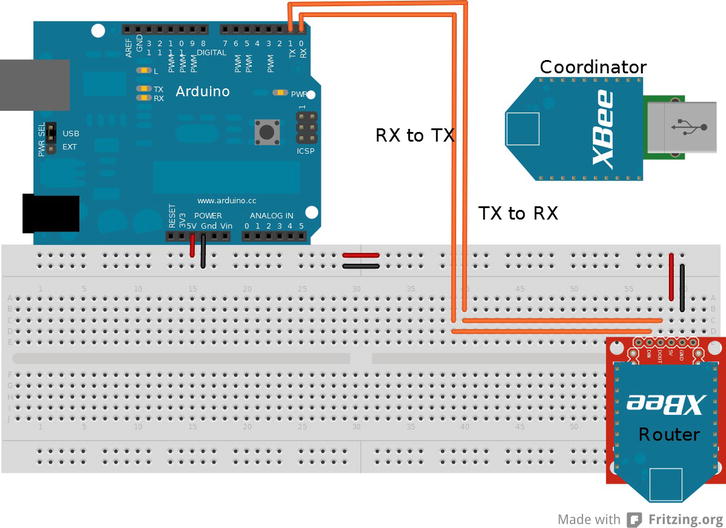 AREF
GND
13
12
11
10
9
8
7
6
5
4
3
2
1
0
PWM
PWM
PWM
PWM
PWM
PWM
TX
RX
DIGITAL
L
TX
RX
Arduino
PWR
1
ICSP
PWR SEL
USB
EXT
www.arduino.cc
RESET
3V3
5V
Gnd
Vin
POWER
ANALOG IN
0 1 2 3 4 5
Coordinator
XBee
RX to TX
TX to RX
1 5 10 15 20 25 30 35 40 45 50 55
A
B
C
D
E
F
G
H
I
J
5V
GND
XBee
Router
Made with Fritzing.org